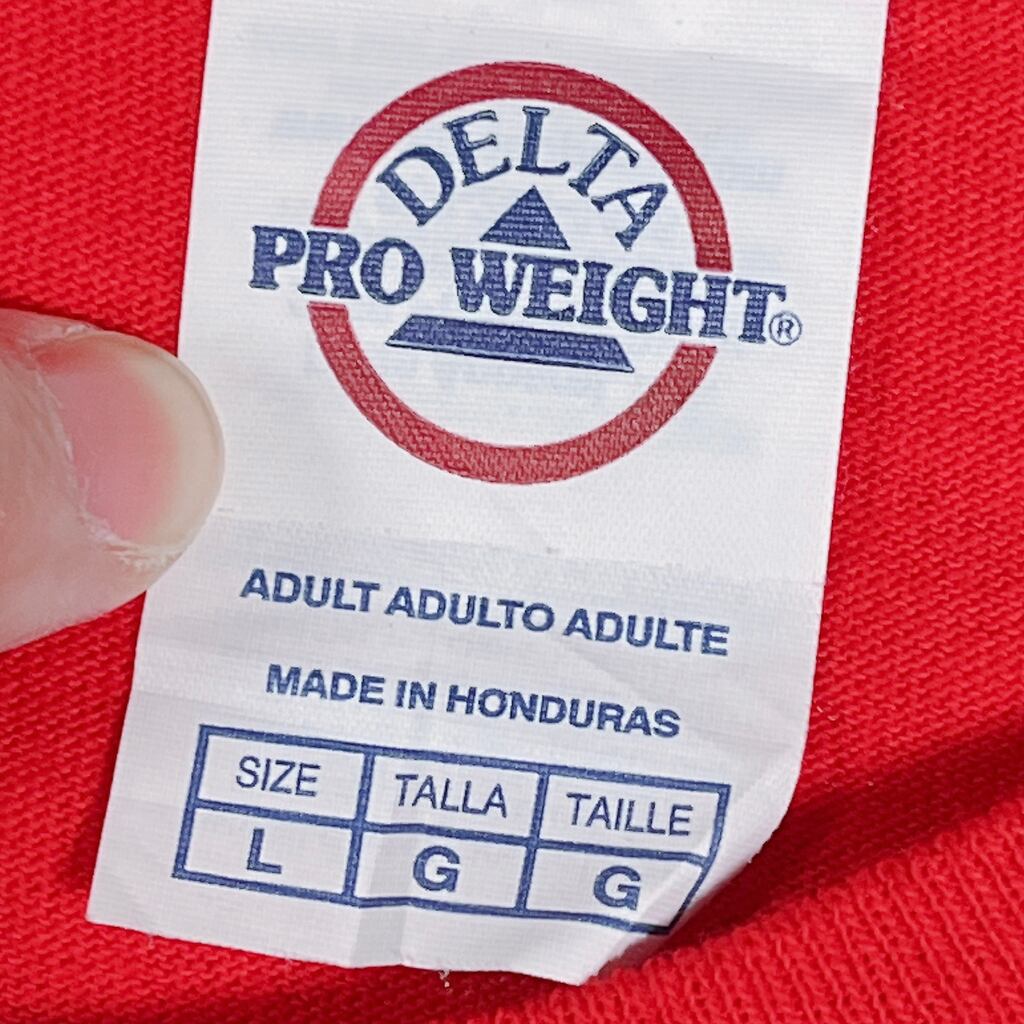 DELTA
PRO WEIGHT®
ADULT ADULTO ADULTE
MADE IN HONDURAS
SIZE TALLA TAILLE
L G G